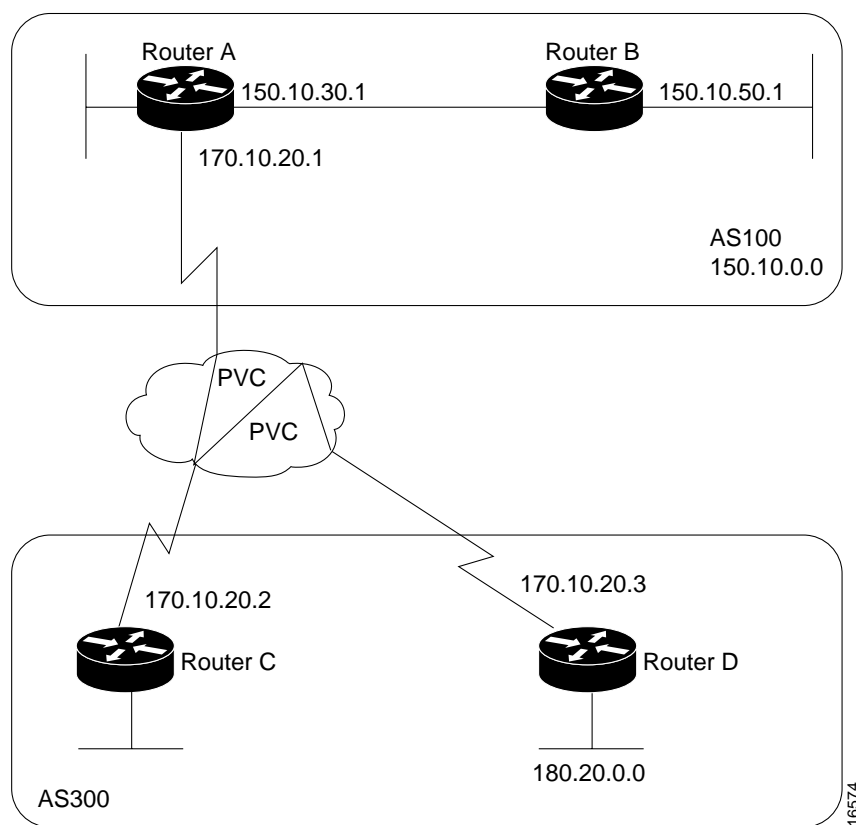 Router A
Router B
150.10.30.1
150.10.50.1
170.10.20.1
AS100
150.10.0.0
PVC
PVC
170.10.20.2
170.10.20.3
Router C
Router D
180.20.0.0
AS300
16574